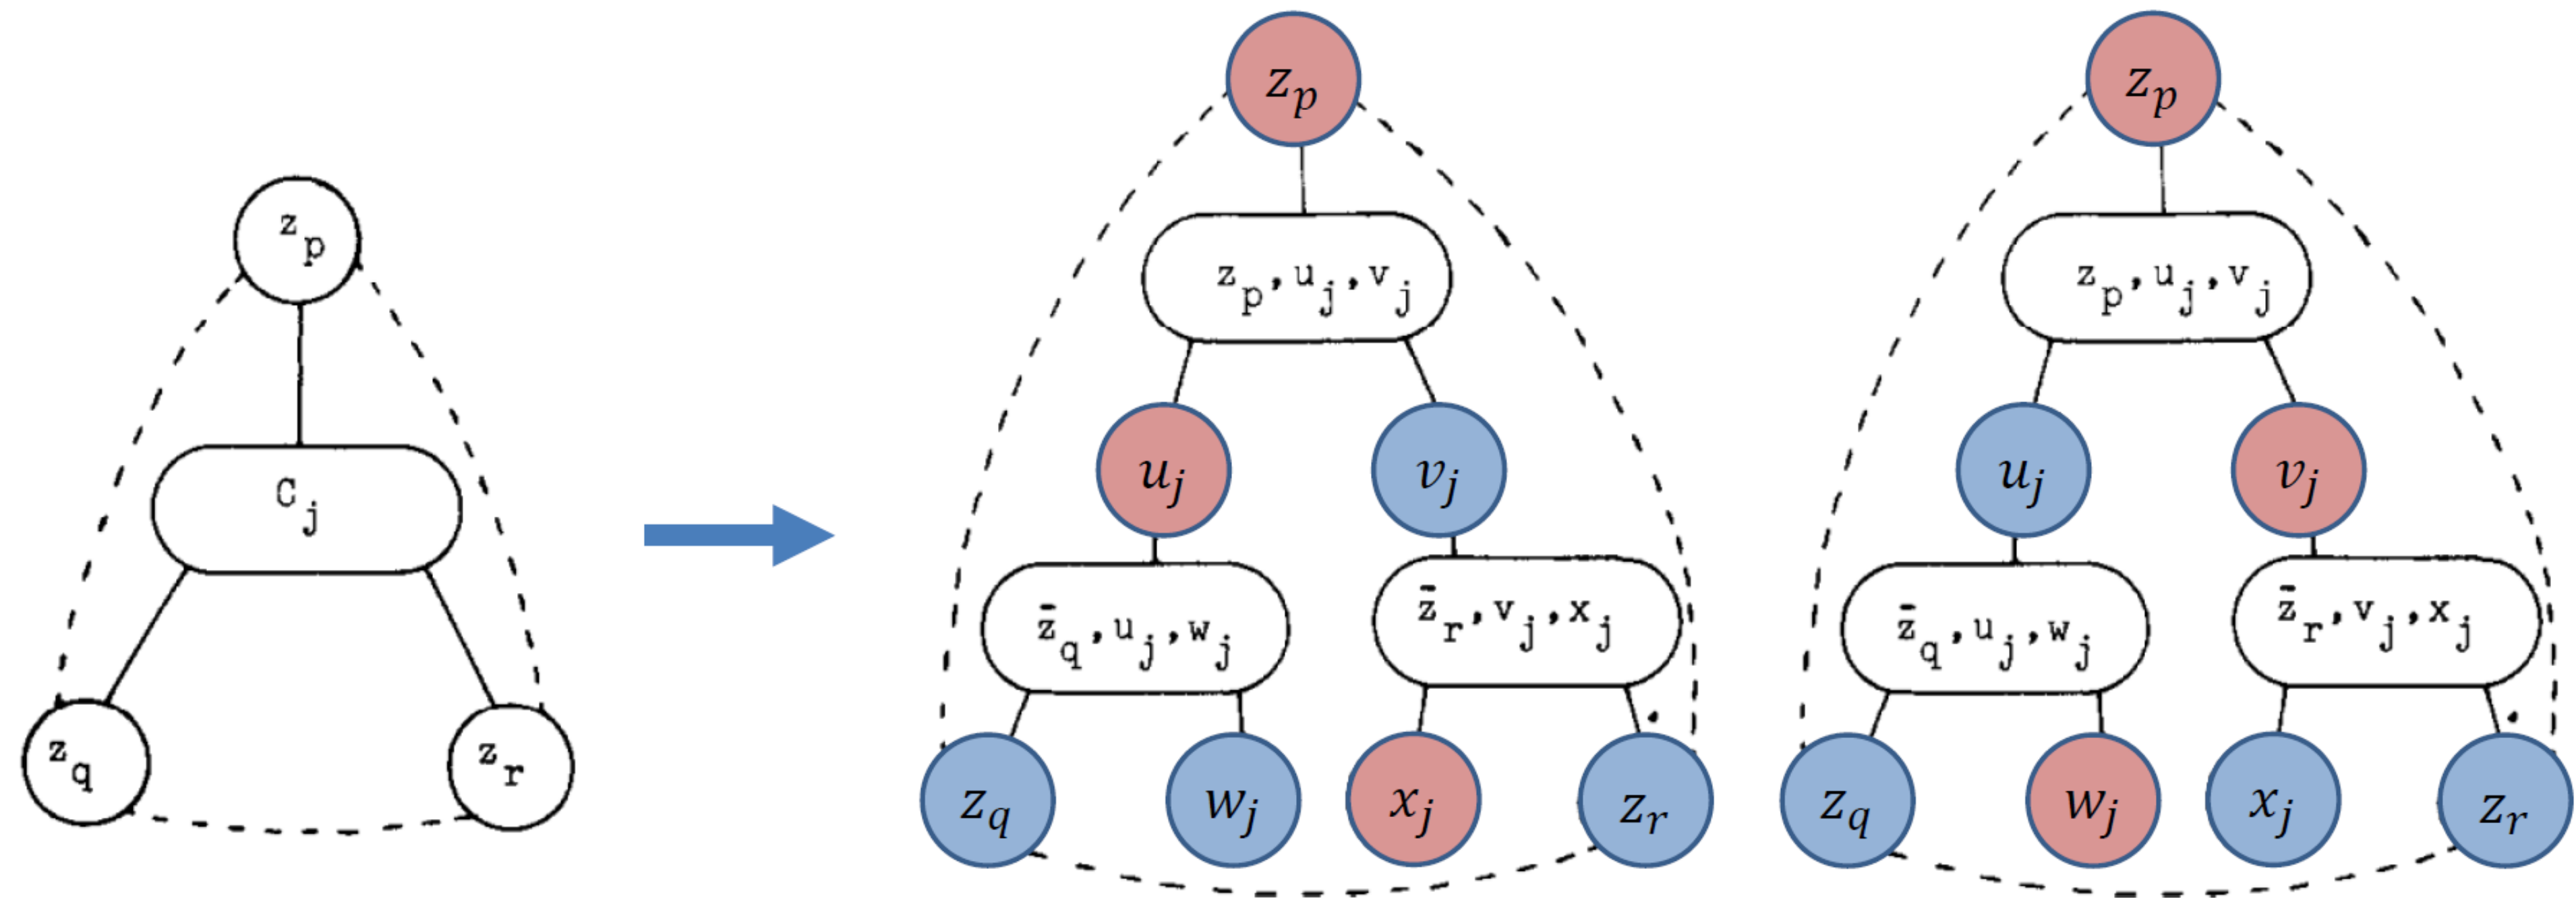 z_p
C_j
z_q
z_r
z_p
z_p, u_j, v_j
u_j
v_j
z̄_q, u_j, w_j
z̄_r, v_j, x_j
z_q
w_j
x_j
z_r
z_p
z_p, u_j, v_j
u_j
v_j
z̄_q, u_j, w_j
z̄_r, v_j, x_j
z_q
w_j
x_j
z_r